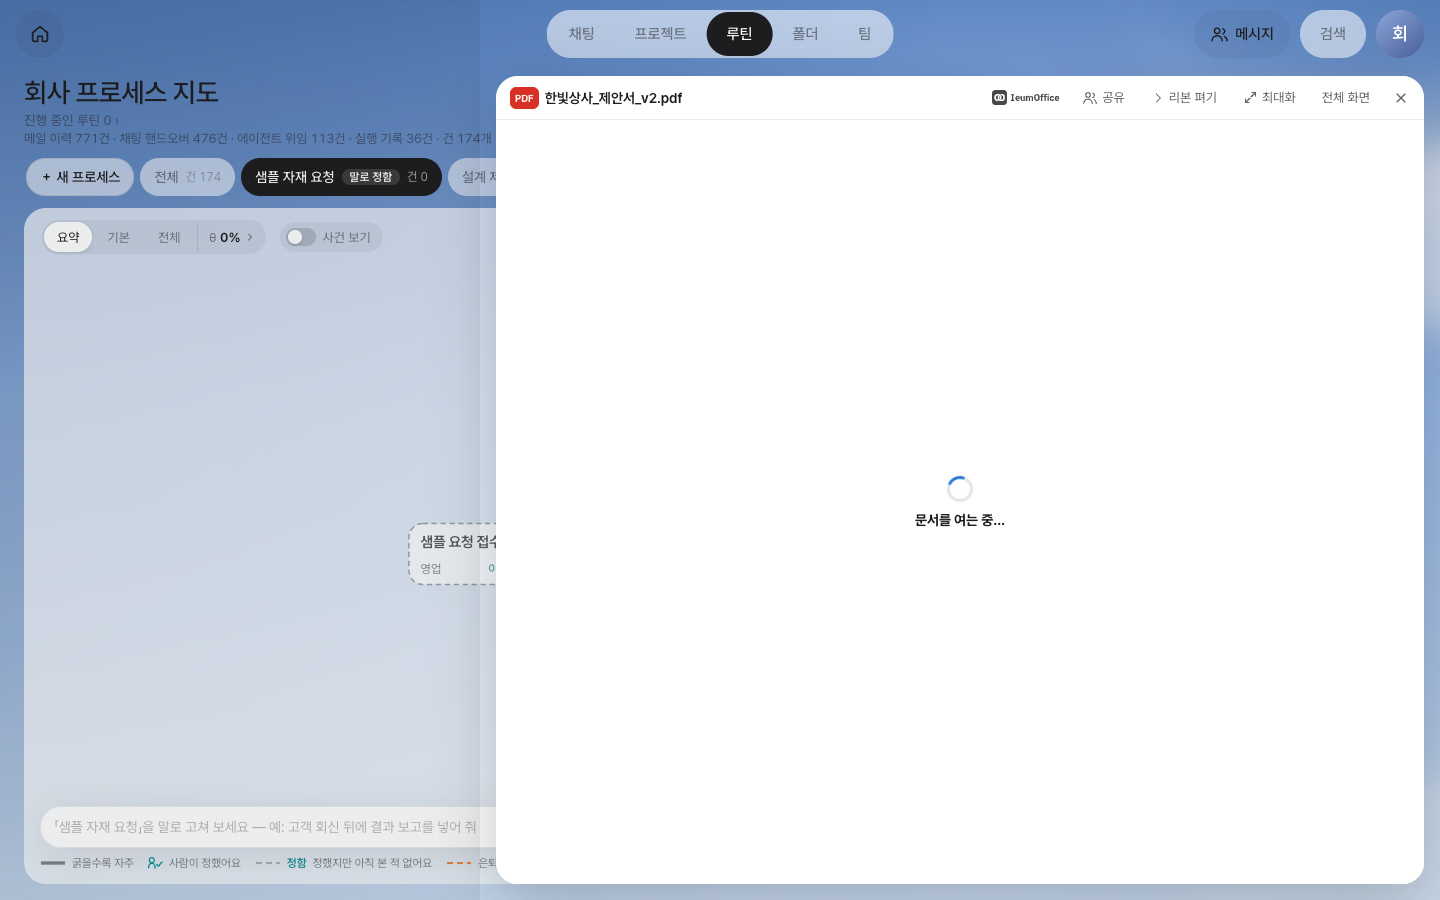 채팅 프로젝트 루틴 폴더 팀
메시지 검색 회
회사 프로세스 지도
진행 중인 루틴 0 ›
메일 이력 771건 · 채팅 핸드오버 476건 · 에이전트 위임 113건 · 실행 기록 36건 · 건 174개
+ 새 프로세스 전체 건 174 샘플 자재 요청 말로 정함 건 0 설계
요약 기본 전체 0 0% › 사건 보기
샘플 요청 접수
영업
「샘플 자재 요청」을 말로 고쳐 보세요 — 예: 고객 회신 뒤에 결과 보고를 넣어 줘
굵을수록 자주 사람이 정했어요 정함 정했지만 아직 본 적 없어요 은퇴
PDF 한빛상사_제안서_v2.pdf IeumOffice 공유 리본 펴기 최대화 전체 화면
문서를 여는 중...